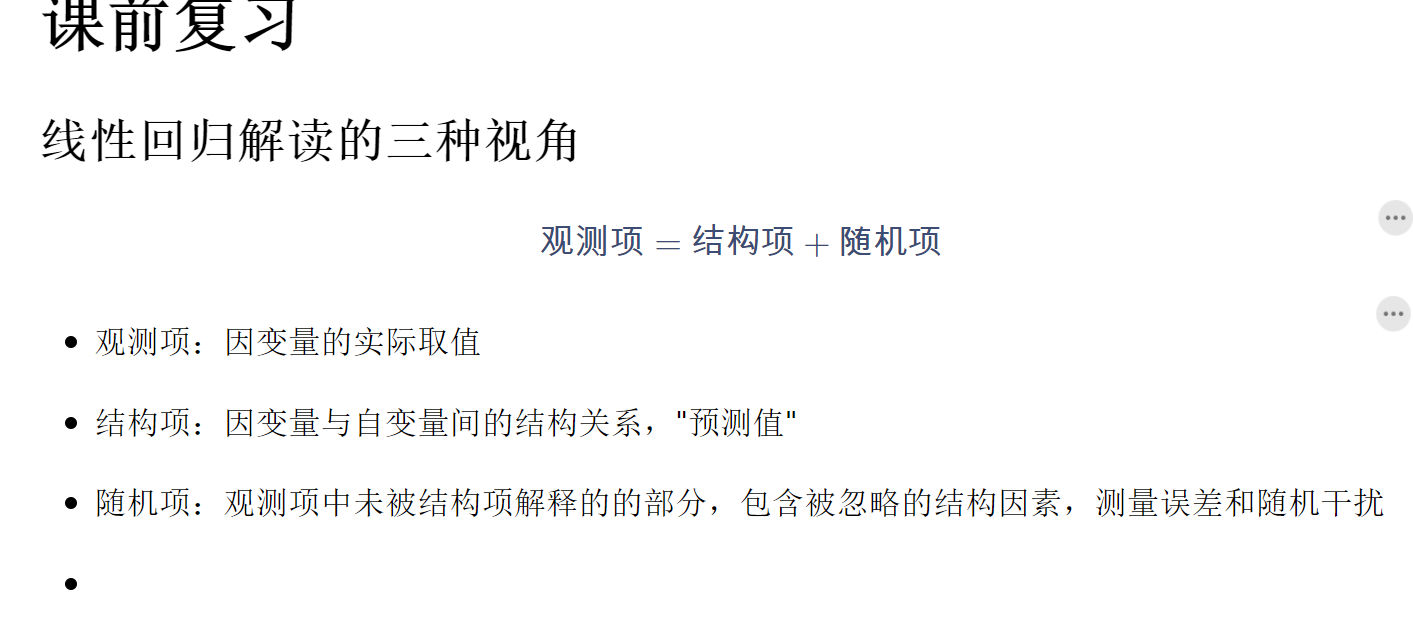 课前复习
线性回归解读的三种视角
观测项 = 结构项 + 随机项
观测项：因变量的实际取值
结构项：因变量与自变量间的结构关系，"预测值"
随机项：观测项中未被结构项解释的的部分，包含被忽略的结构因素，测量误差和随机干扰